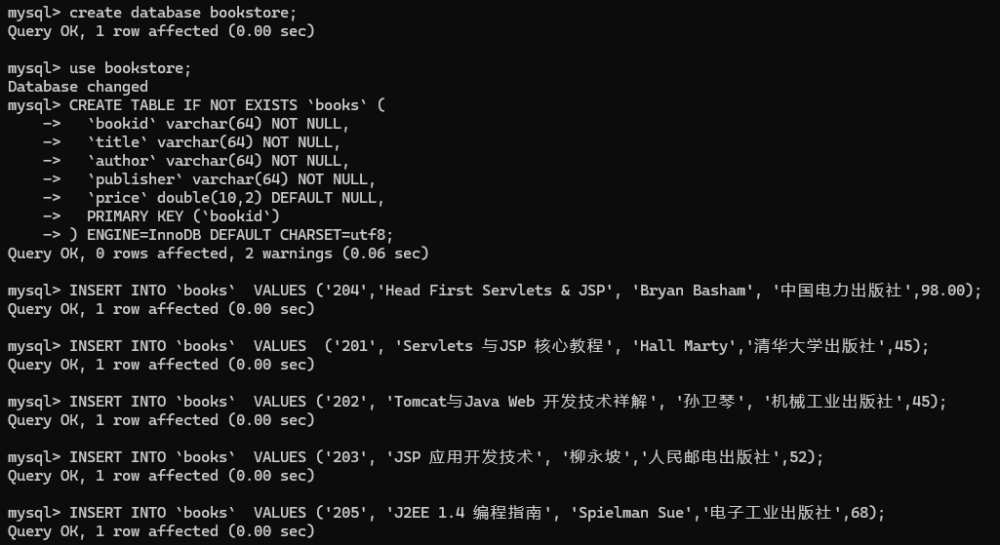 mysql> create database bookstore;
Query OK, 1 row affected (0.00 sec)
mysql> use bookstore;
Database changed
mysql> CREATE TABLE IF NOT EXISTS `books` (
    ->   `bookid` varchar(64) NOT NULL,
    ->   `title` varchar(64) NOT NULL,
    ->   `author` varchar(64) NOT NULL,
    ->   `publisher` varchar(64) NOT NULL,
    ->   `price` double(10,2) DEFAULT NULL,
    ->   PRIMARY KEY (`bookid`)
    -> ) ENGINE=InnoDB DEFAULT CHARSET=utf8;
Query OK, 0 rows affected, 2 warnings (0.06 sec)
mysql> INSERT INTO `books`  VALUES ('204','Head First Servlets & JSP', 'Bryan Basham', '中国电力出版社',98.00);
Query OK, 1 row affected (0.00 sec)
mysql> INSERT INTO `books`  VALUES  ('201', 'Servlets 与JSP 核心教程', 'Hall Marty','清华大学出版社',45);
Query OK, 1 row affected (0.00 sec)
mysql> INSERT INTO `books`  VALUES ('202', 'Tomcat与Java Web 开发技术祥解', '孙卫琴', '机械工业出版社',45);
Query OK, 1 row affected (0.00 sec)
mysql> INSERT INTO `books`  VALUES ('203', 'JSP 应用开发技术', '柳永坡','人民邮电出版社',52);
Query OK, 1 row affected (0.00 sec)
mysql> INSERT INTO `books`  VALUES ('205', 'J2EE 1.4 编程指南', 'Spielman Sue','电子工业出版社',68);
Query OK, 1 row affected (0.00 sec)